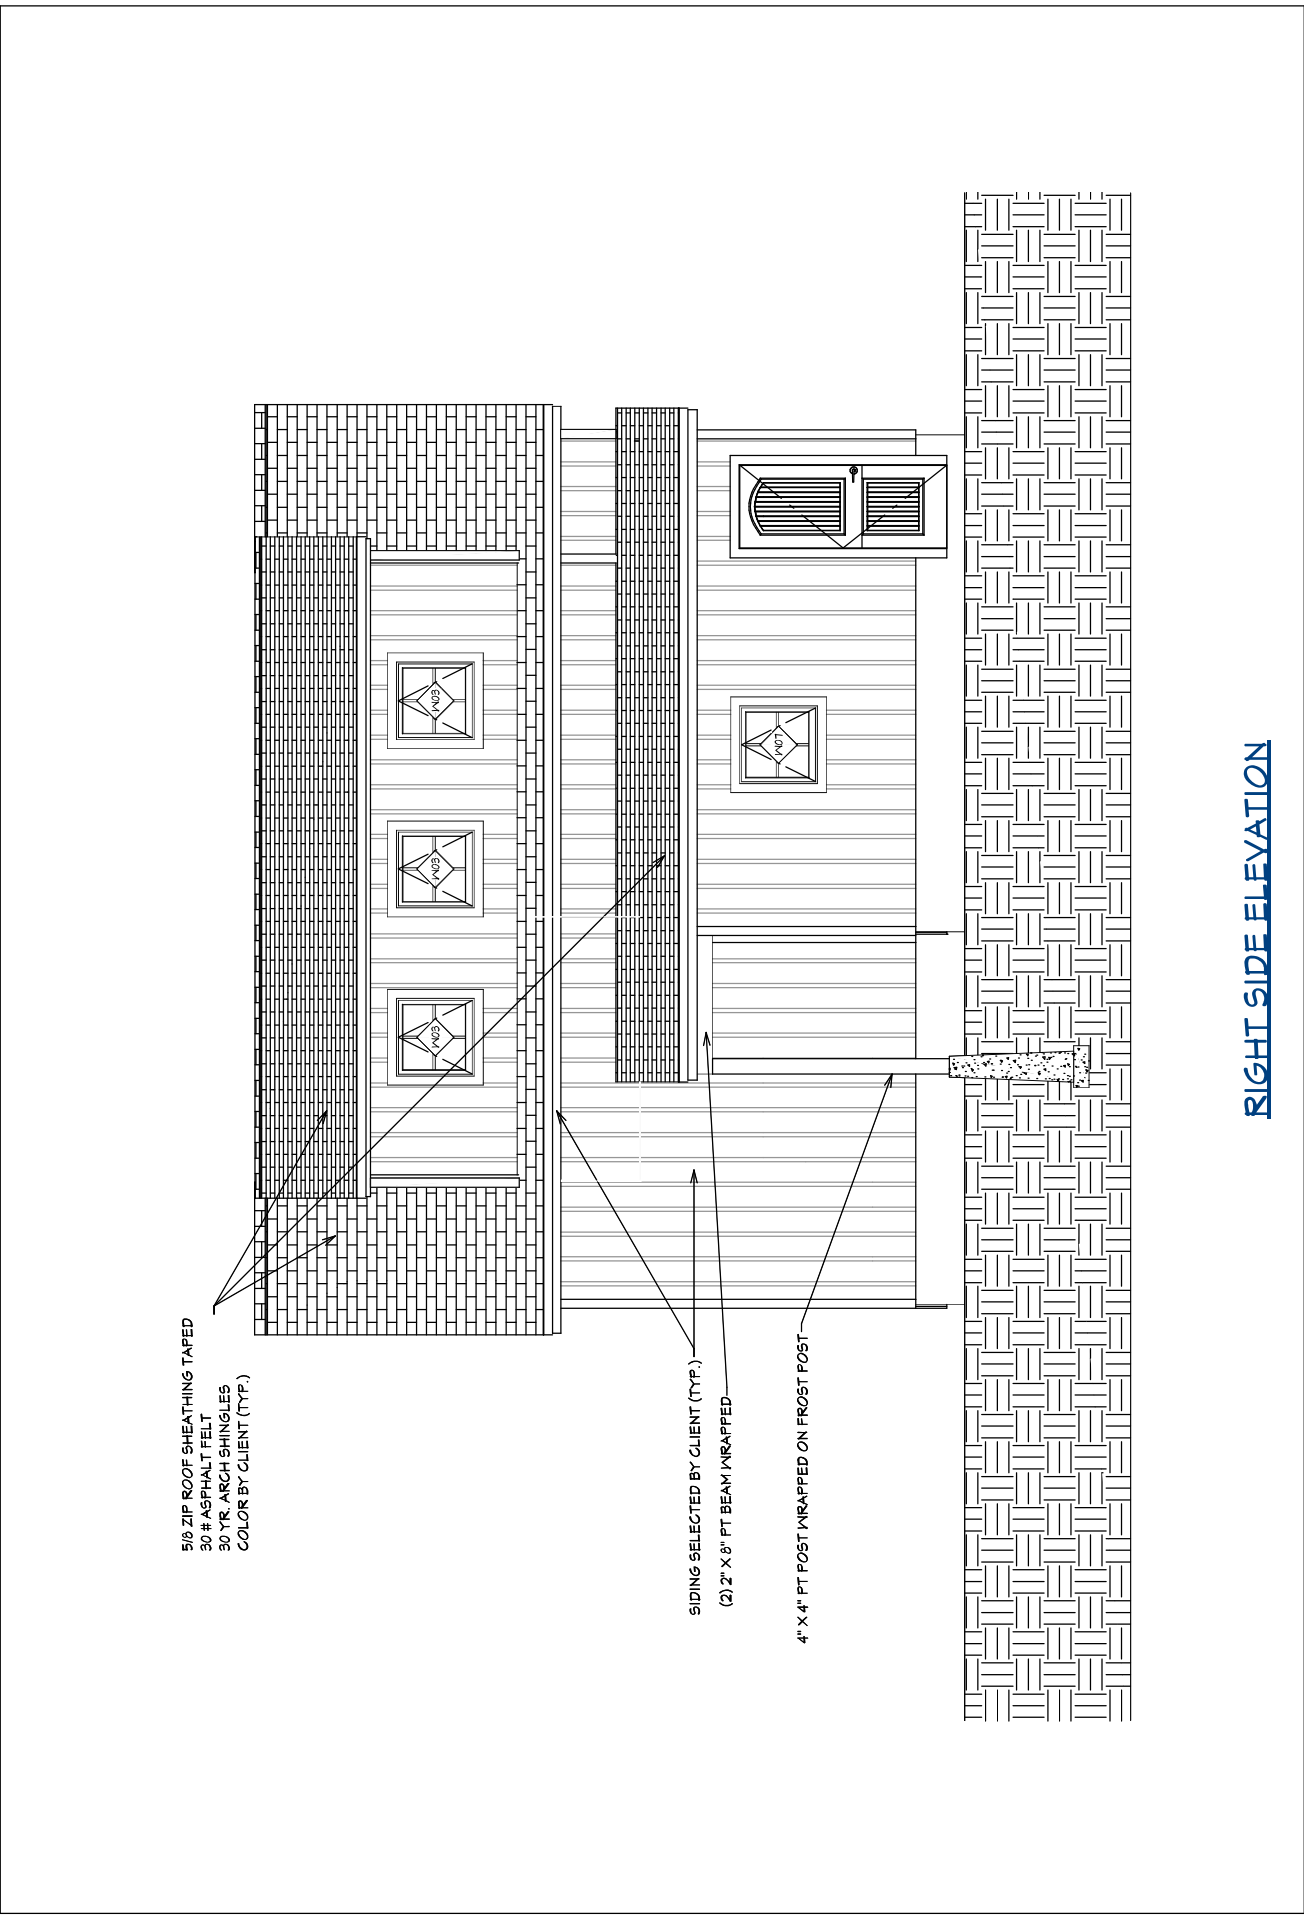 5/8 ZIP ROOF SHEATHING TAPED
30 # ASPHALT FELT
30 YR. ARCH SHINGLES
COLOR BY CLIENT (TYP.)
W03
W03
W03
W07
SIDING SELECTED BY CLIENT (TYP.)
(2) 2" X 8" PT BEAM WRAPPED
4" X 4" PT POST WRAPPED ON FROST POST
RIGHT SIDE ELEVATION